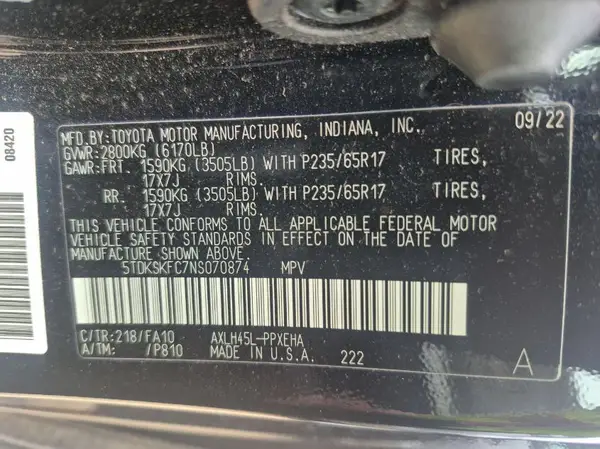 08420
MFD.BY:TOYOTA MOTOR MANUFACTURING, INDIANA, INC. 09/22
GVWR:2800KG (6170LB)
GAWR:FRT. 1590KG (3505LB) WITH P235/65R17 TIRES,
17X7J RIMS.
RR. 1590KG (3505LB) WITH P235/65R17 TIRES,
17X7J RIMS.
THIS VEHICLE CONFORMS TO ALL APPLICABLE FEDERAL MOTOR
VEHICLE SAFETY STANDARDS IN EFFECT ON THE DATE OF
MANUFACTURE SHOWN ABOVE.
5TDKSKFC7NS070874 MPV
C/TR:218/FA10 AXLH45L-PPXEHA
A/TM: /P810 MADE IN U.S.A. 222 A